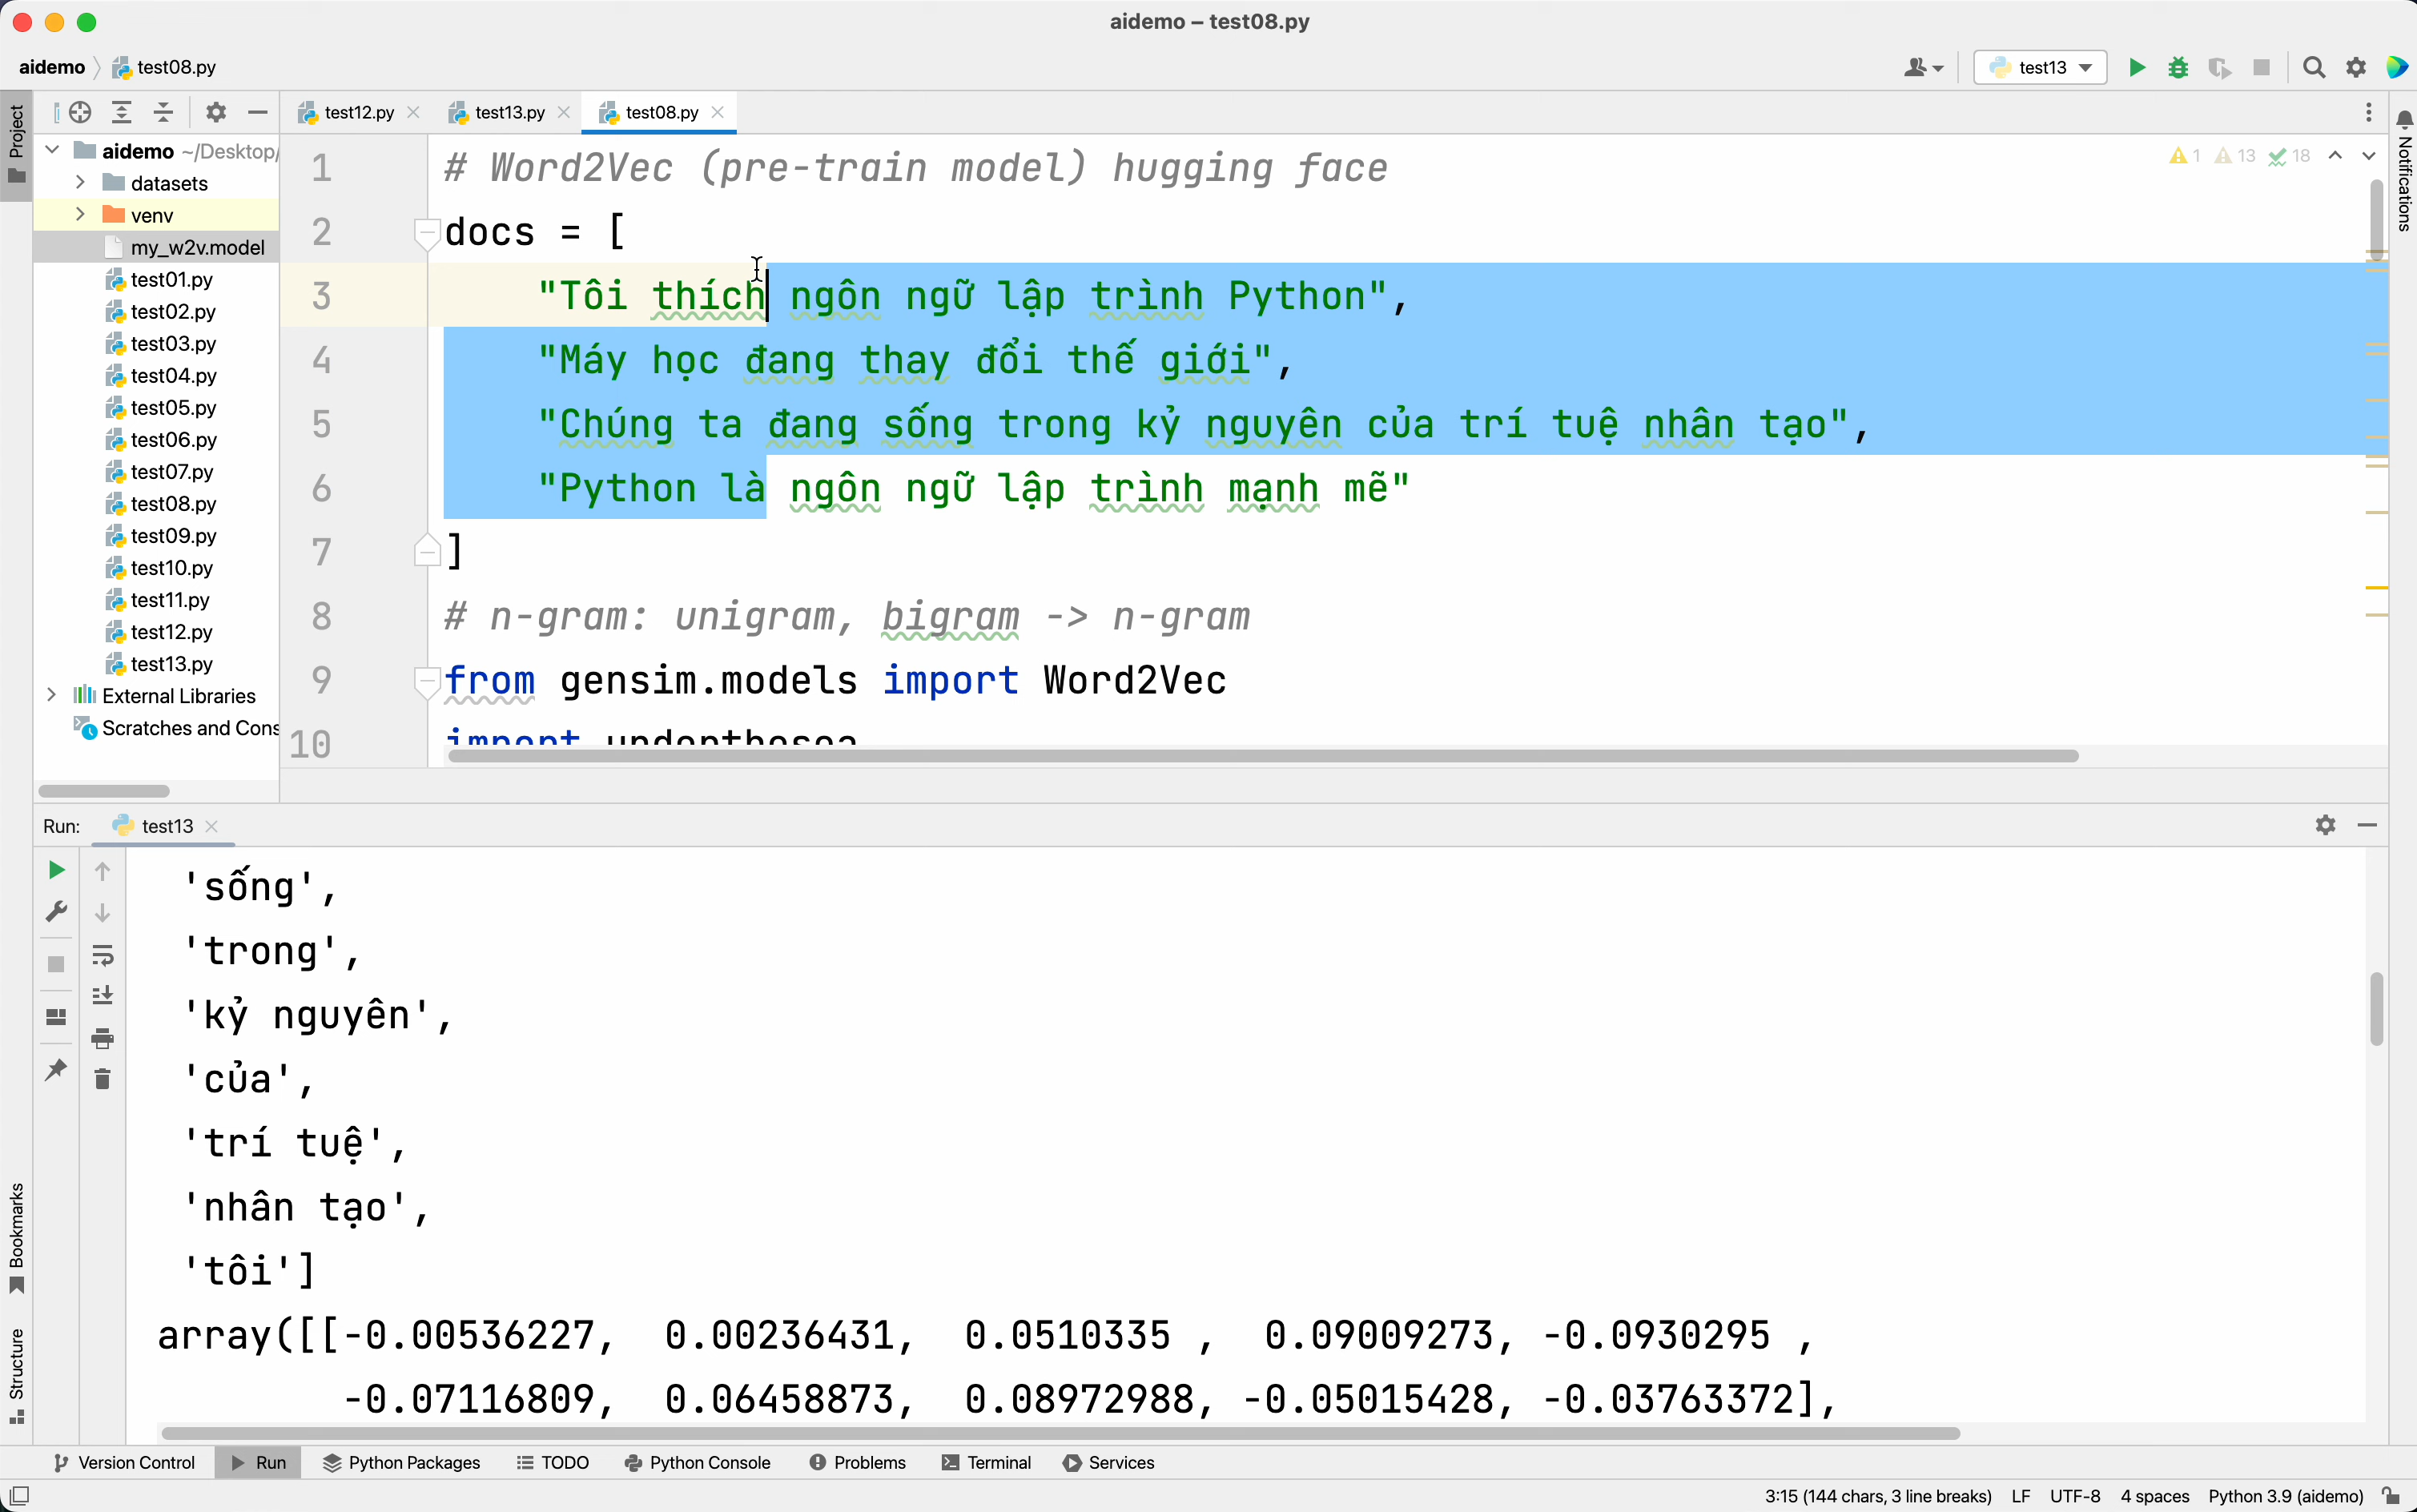 aidemo – test08.py
aidemo
test08.py
test13
Project
test12.py
test13.py
test08.py
Notifications
aidemo ~/Desktop/
datasets
venv
my_w2v.model
test01.py
test02.py
test03.py
test04.py
test05.py
test06.py
test07.py
test08.py
test09.py
test10.py
test11.py
test12.py
test13.py
External Libraries
Scratches and Cons
1 13 18
1 # Word2Vec (pre-train model) hugging face
2 docs = [
3 "Tôi thích ngôn ngữ lập trình Python",
4 "Máy học đang thay đổi thế giới",
5 "Chúng ta đang sống trong kỷ nguyên của trí tuệ nhân tạo",
6 "Python là ngôn ngữ lập trình mạnh mẽ"
7 ]
8 # n-gram: unigram, bigram -> n-gram
9 from gensim.models import Word2Vec
10 import underthesea
Run: test13
'sống',
'trong',
'kỷ nguyên',
'của',
'trí tuệ',
'nhân tạo',
'tôi']
array([[-0.00536227, 0.00236431, 0.0510335 , 0.09009273, -0.0930295 ,
-0.07116809, 0.06458873, 0.08972988, -0.05015428, -0.03763372],
Bookmarks
Structure
Version Control
Run
Python Packages
TODO
Python Console
Problems
Terminal
Services
3:15 (144 chars, 3 line breaks) LF UTF-8 4 spaces Python 3.9 (aidemo)